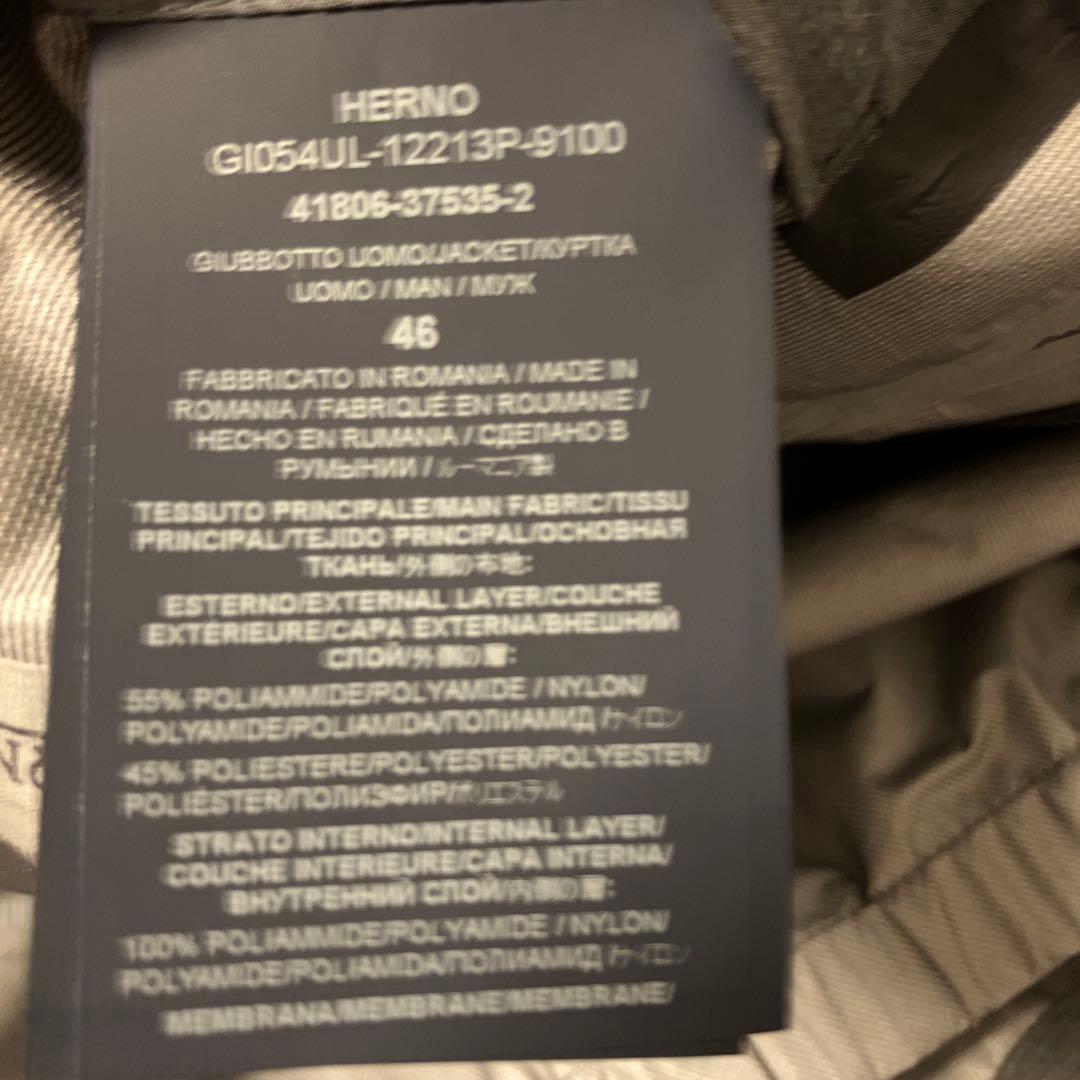 HERNO
GI054UL-12213P-9100
41806-37535-2
GIUBBOTTO UOMO/JACKET/КУРТКА
UOMO / MAN / МУЖ
46
FABBRICATO IN ROMANIA / MADE IN
ROMANIA / FABRIQUÉ EN ROUMANIE /
HECHO EN RUMANIA / СДЕЛАНО В
РУМЫНИИ / ルーマニア製
TESSUTO PRINCIPALE/MAIN FABRIC/TISSU
PRINCIPAL/TEJIDO PRINCIPAL/ОСНОВНАЯ
ТКАНЬ/外側の布地:
ESTERNO/EXTERNAL LAYER/COUCHE
EXTÉRIEURE/CAPA EXTERNA/ВНЕШНИЙ
СЛОЙ/外側の層:
55% POLIAMMIDE/POLYAMIDE / NYLON/
POLYAMIDE/POLIAMIDA/ПОЛИАМИД /ナイロン
45% POLIESTERE/POLYESTER/POLYESTER/
POLIÉSTER/ПОЛИЭФИР/ポリエステル
STRATO INTERNO/INTERNAL LAYER/
COUCHE INTERIEURE/CAPA INTERNA/
ВНУТРЕННИЙ СЛОЙ/内側の層:
100% POLIAMMIDE/POLYAMIDE / NYLON/
POLYAMIDE/POLIAMIDA/ПОЛИАМИД /ナイロン
MEMBRANA/MEMBRANE/MEMBRANE/